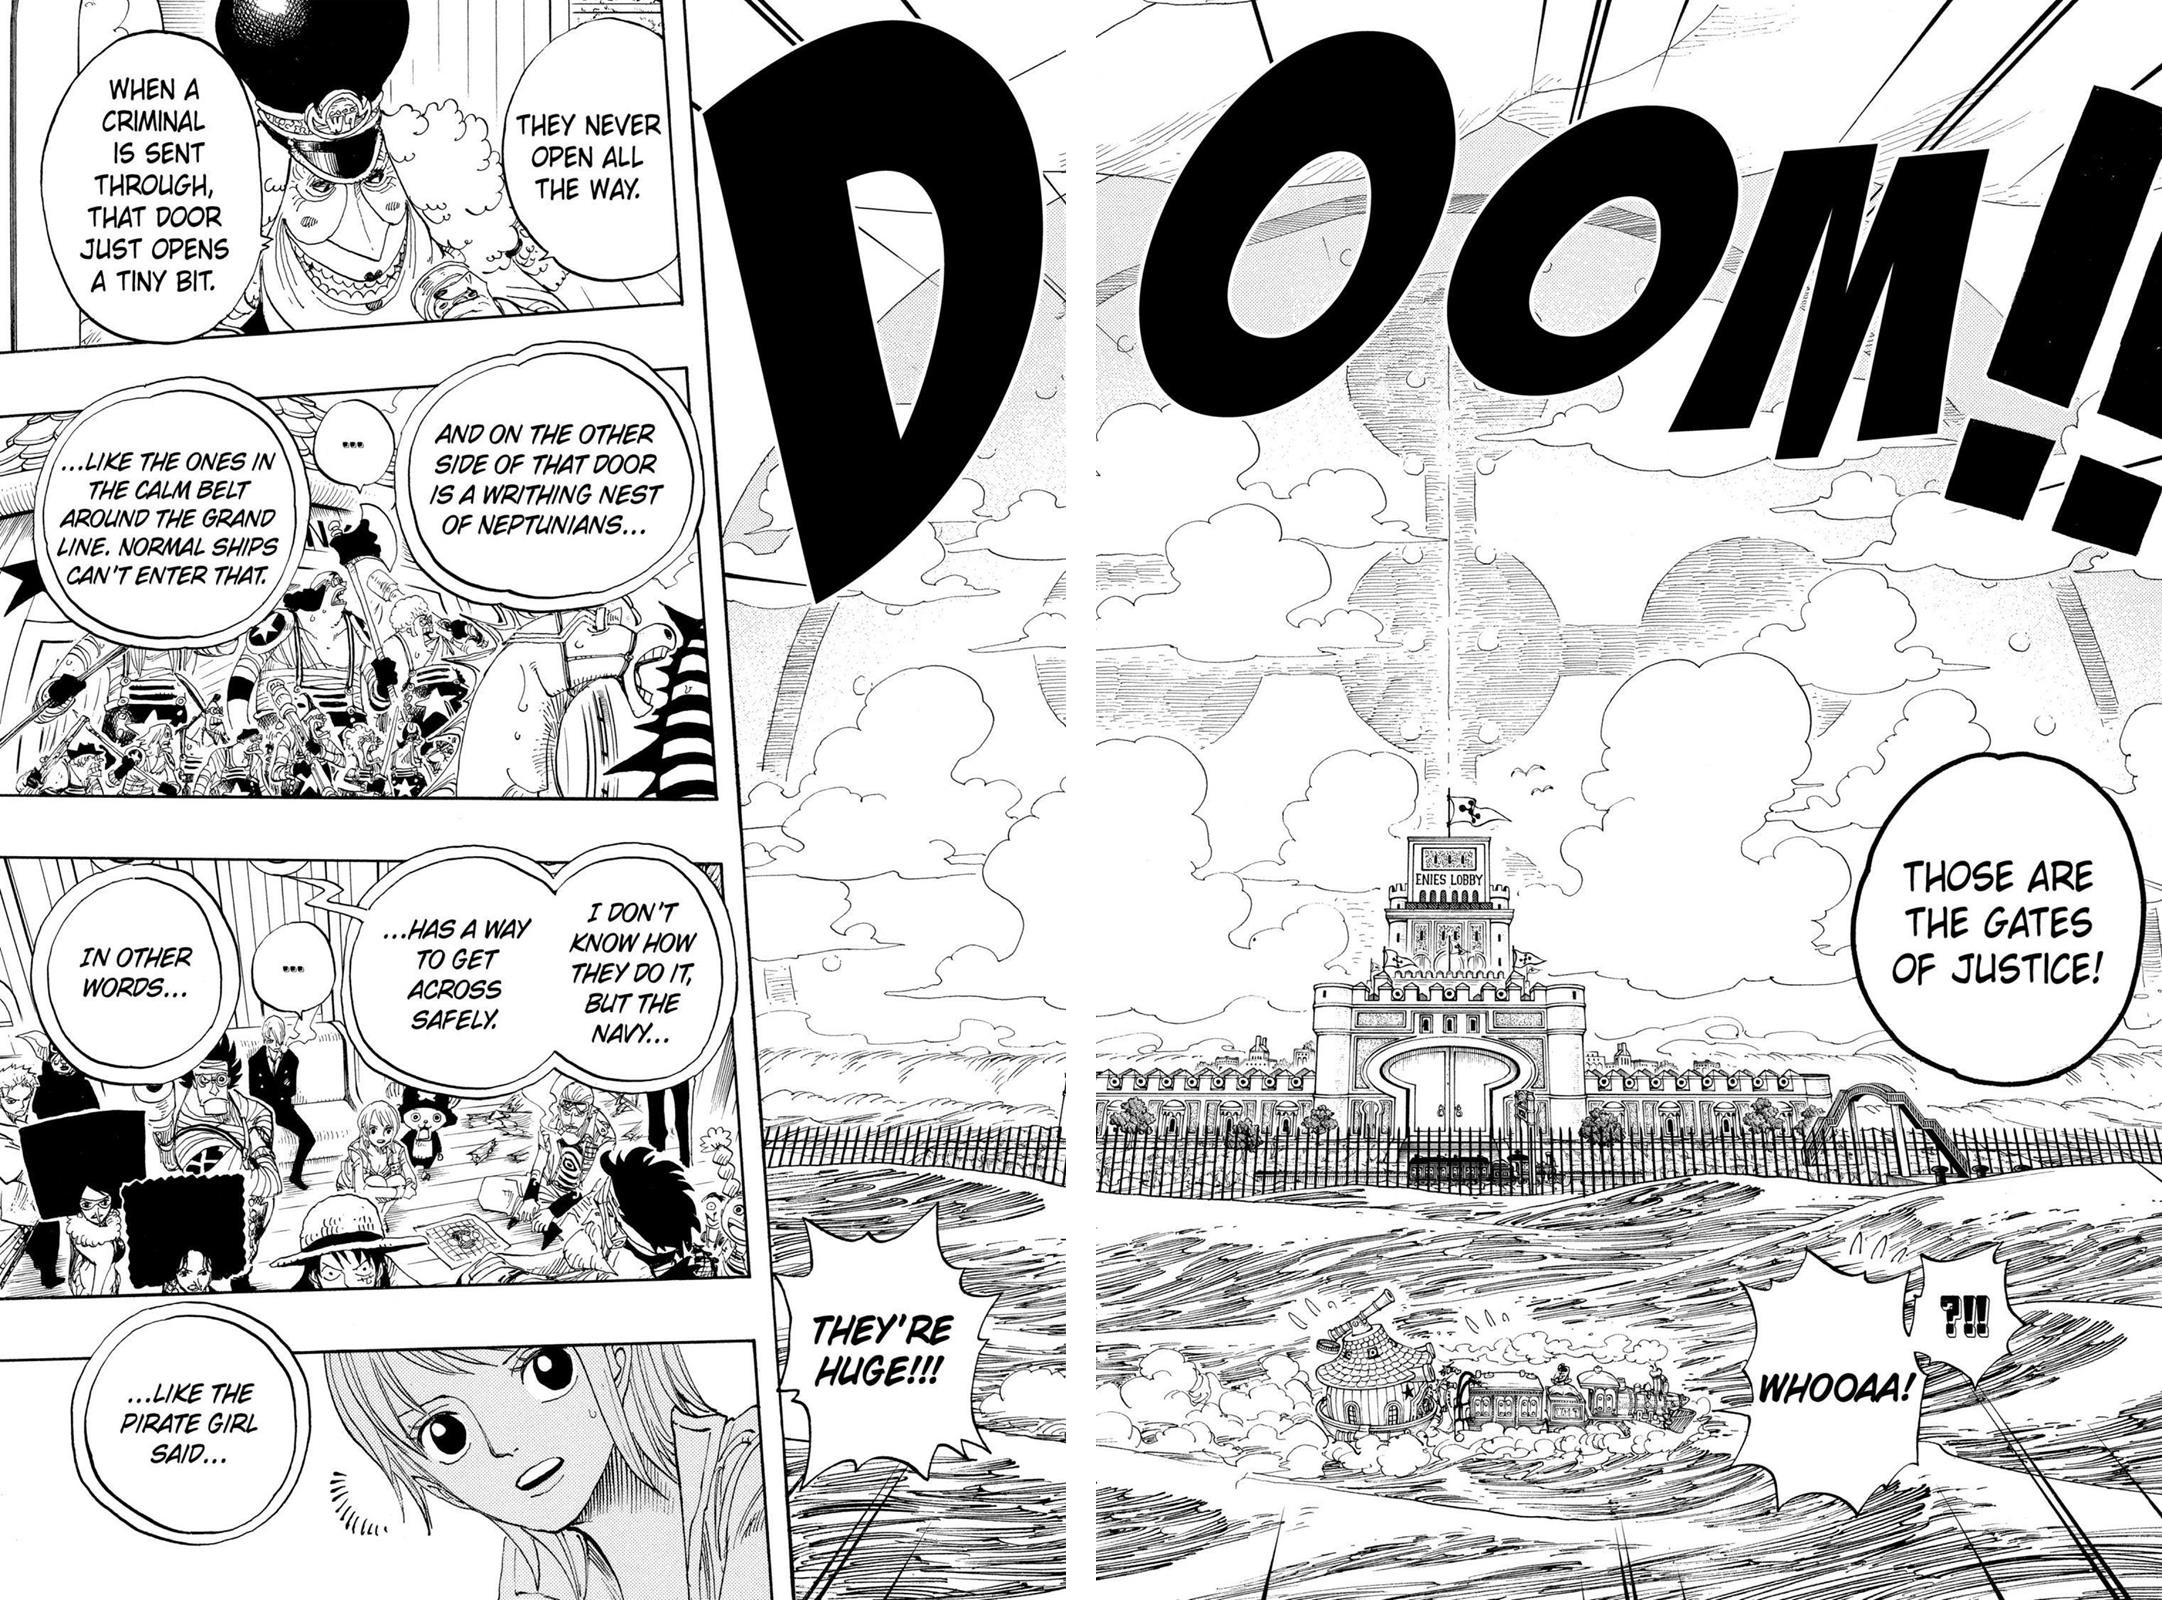 DOOM!!
THOSE ARE
THE GATES
OF JUSTICE!
ENIES LOBBY
?!!
WHOOAA!
THEY'RE
HUGE!!!
THEY NEVER
OPEN ALL
THE WAY.
WHEN A
CRIMINAL
IS SENT
THROUGH,
THAT DOOR
JUST OPENS
A TINY BIT.
AND ON THE OTHER
SIDE OF THAT DOOR
IS A WRITHING NEST
OF NEPTUNIANS...
...
...LIKE THE ONES IN
THE CALM BELT
AROUND THE GRAND
LINE. NORMAL SHIPS
CAN'T ENTER THAT.
I DON'T
KNOW HOW
THEY DO IT,
BUT THE
NAVY...
...HAS A WAY
TO GET
ACROSS
SAFELY.
...
IN OTHER
WORDS...
...LIKE THE
PIRATE GIRL
SAID...